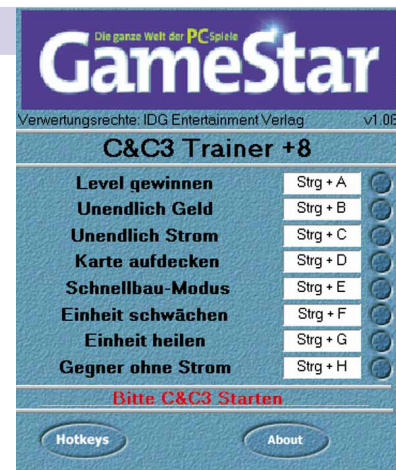 Die ganze Welt der PC Spiele
GameStar
Verwertungsrechte: IDG Entertainment Verlag v1.06
C&C3 Trainer +8
Level gewinnen Strg + A
Unendlich Geld Strg + B
Unendlich Strom Strg + C
Karte aufdecken Strg + D
Schnellbau-Modus Strg + E
Einheit schwächen Strg + F
Einheit heilen Strg + G
Gegner ohne Strom Strg + H
Bitte C&C3 Starten
Hotkeys About